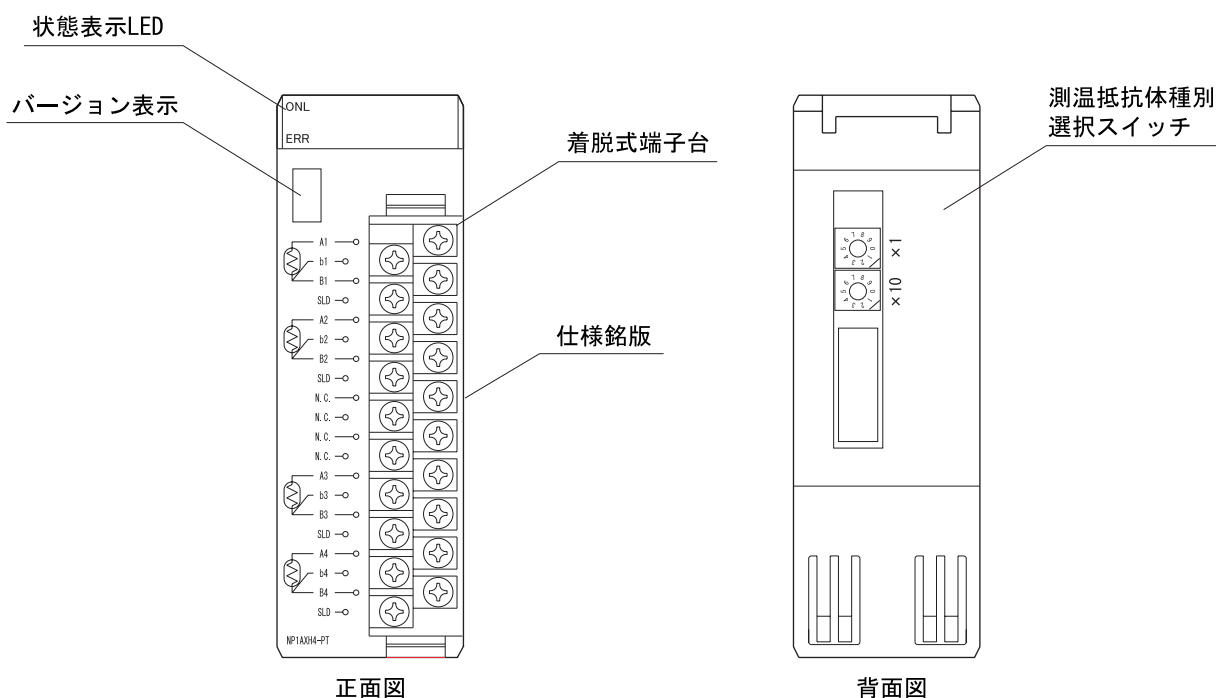 状態表示LED
バージョン表示
ONL
ERR
着脱式端子台
測温抵抗体種別
選択スイッチ
A1
b1
B1
SLD
A2
b2
B2
SLD
N.C.
N.C.
N.C.
N.C.
A3
b3
B3
SLD
A4
b4
B4
SLD
NP1AXH4-PT
仕様銘版
×1
×10
正面図
背面図